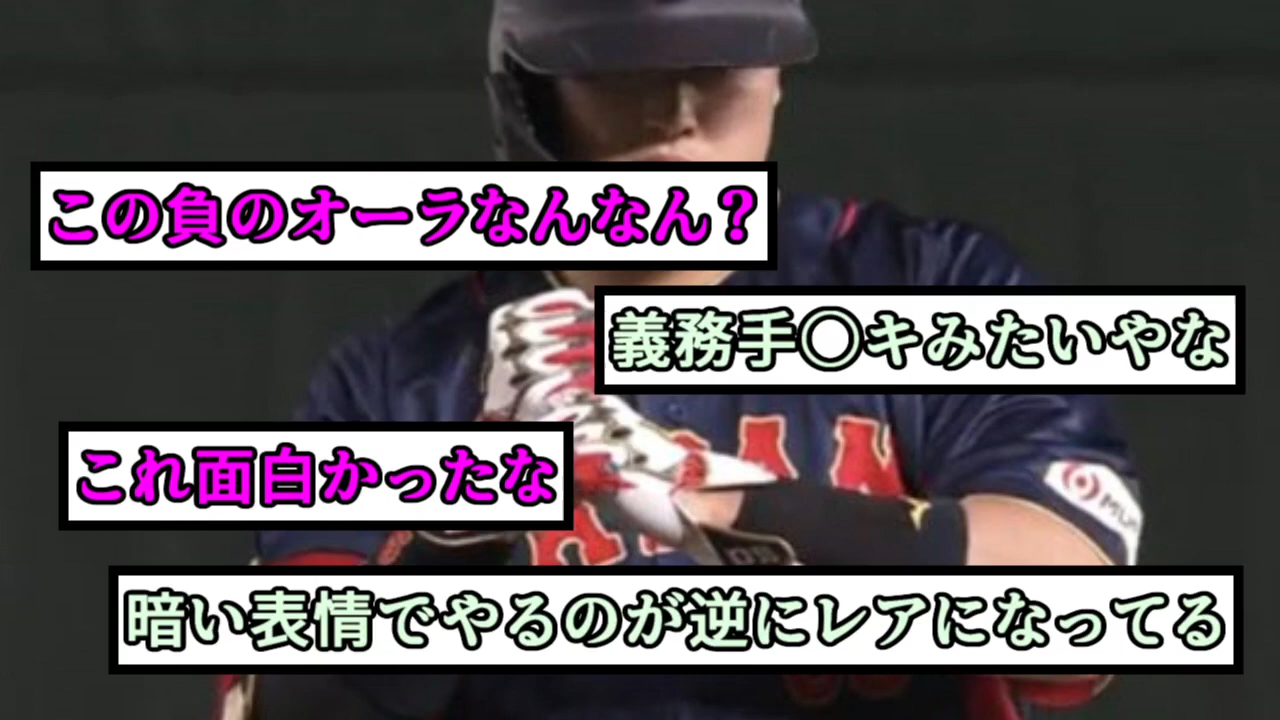 この負のオーラなんなん？
義務手〇キみたいやな
これ面白かったな
暗い表情でやるのが逆にレアになってる